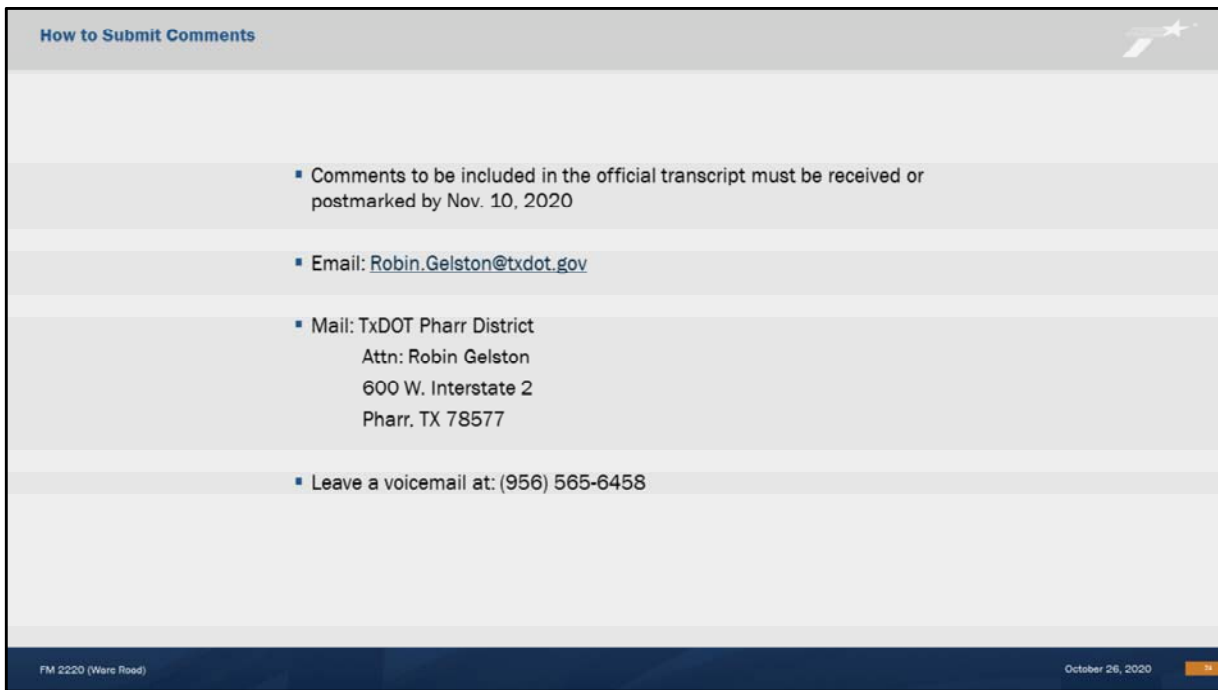 How to Submit Comments
▪ Comments to be included in the official transcript must be received or
postmarked by Nov. 10, 2020
▪ Email: Robin.Gelston@txdot.gov
▪ Mail: TxDOT Pharr District
Attn: Robin Gelston
600 W. Interstate 2
Pharr, TX 78577
▪ Leave a voicemail at: (956) 565-6458
FM 2220 (Ware Road)
October 26, 2020